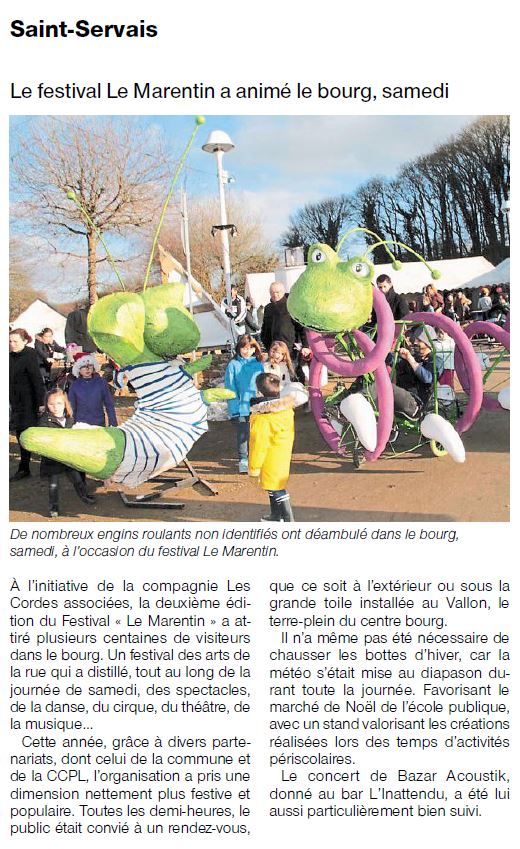 Saint-Servais
Le festival Le Marentin a animé le bourg, samedi
De nombreux engins roulants non identifiés ont déambulé dans le bourg,
samedi, à l'occasion du festival Le Marentin.
À l'initiative de la compagnie Les
Cordes associées, la deuxième édi-
tion du Festival « Le Marentin » a at-
tiré plusieurs centaines de visiteurs
dans le bourg. Un festival des arts de
la rue qui a distillé, tout au long de la
journée de samedi, des spectacles,
de la danse, du cirque, du théâtre, de
la musique...
Cette année, grâce à divers parte-
nariats, dont celui de la commune et
de la CCPL, l'organisation a pris une
dimension nettement plus festive et
populaire. Toutes les demi-heures, le
public était convié à un rendez-vous,
que ce soit à l'extérieur ou sous la
grande toile installée au Vallon, le
terre-plein du centre bourg.
Il n'a même pas été nécessaire de
chausser les bottes d'hiver, car la
météo s'était mise au diapason du-
rant toute la journée. Favorisant le
marché de Noël de l'école publique,
avec un stand valorisant les créations
réalisées lors des temps d'activités
périscolaires.
Le concert de Bazar Acoustik,
donné au bar L'Inattendu, a été lui
aussi particulièrement bien suivi.